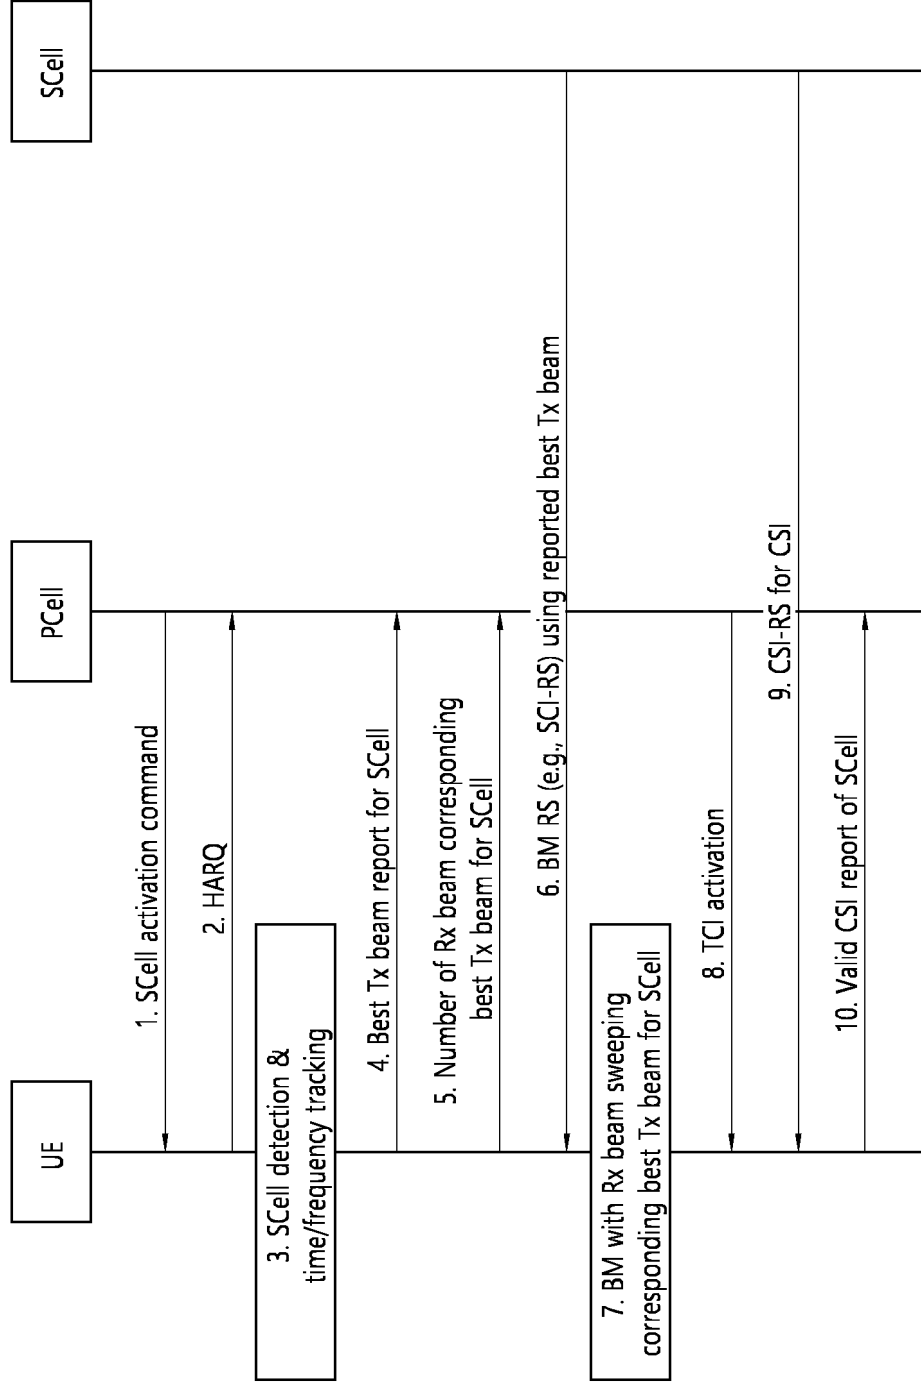 UE
PCell
SCell
1. SCell activation command
2. HARQ
3. SCell detection &
time/frequency tracking
4. Best Tx beam report for SCell
5. Number of Rx beam corresponding
best Tx beam for SCell
6. BM RS (e.g., SCI-RS) using reported best Tx beam
7. BM with Rx beam sweeping
corresponding best Tx beam for SCell
8. TCI activation
9. CSI-RS for CSI
10. Valid CSI report of SCell